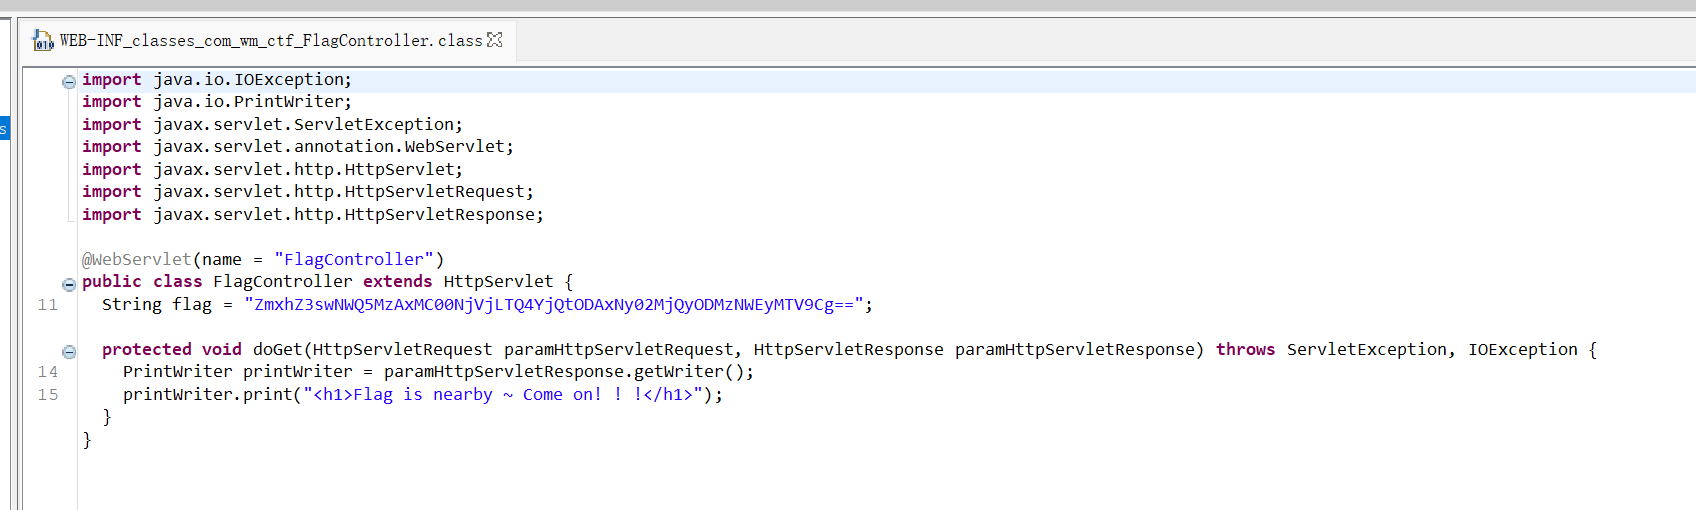 WEB-INF_classes_com_wm_ctf_FlagController.class
import java.io.IOException;
import java.io.PrintWriter;
import javax.servlet.ServletException;
import javax.servlet.annotation.WebServlet;
import javax.servlet.http.HttpServlet;
import javax.servlet.http.HttpServletRequest;
import javax.servlet.http.HttpServletResponse;
@WebServlet(name = "FlagController")
public class FlagController extends HttpServlet {
11 String flag = "ZmxhZ3swNWQ5MzAxMC00NjVjLTQ4YjQtODAxNy02MjQyODMzNWEyMTV9Cg==";
protected void doGet(HttpServletRequest paramHttpServletRequest, HttpServletResponse paramHttpServletResponse) throws ServletException, IOException {
14 PrintWriter printWriter = paramHttpServletResponse.getWriter();
15 printWriter.print("<h1>Flag is nearby ~ Come on! ! !</h1>");
}
}